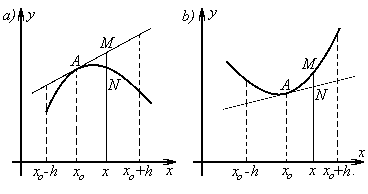 a) y
M
A
N
x₀-h x₀ x x₀+h x
b) y
M
A
N
x
x₀-h x₀ x x₀+h.